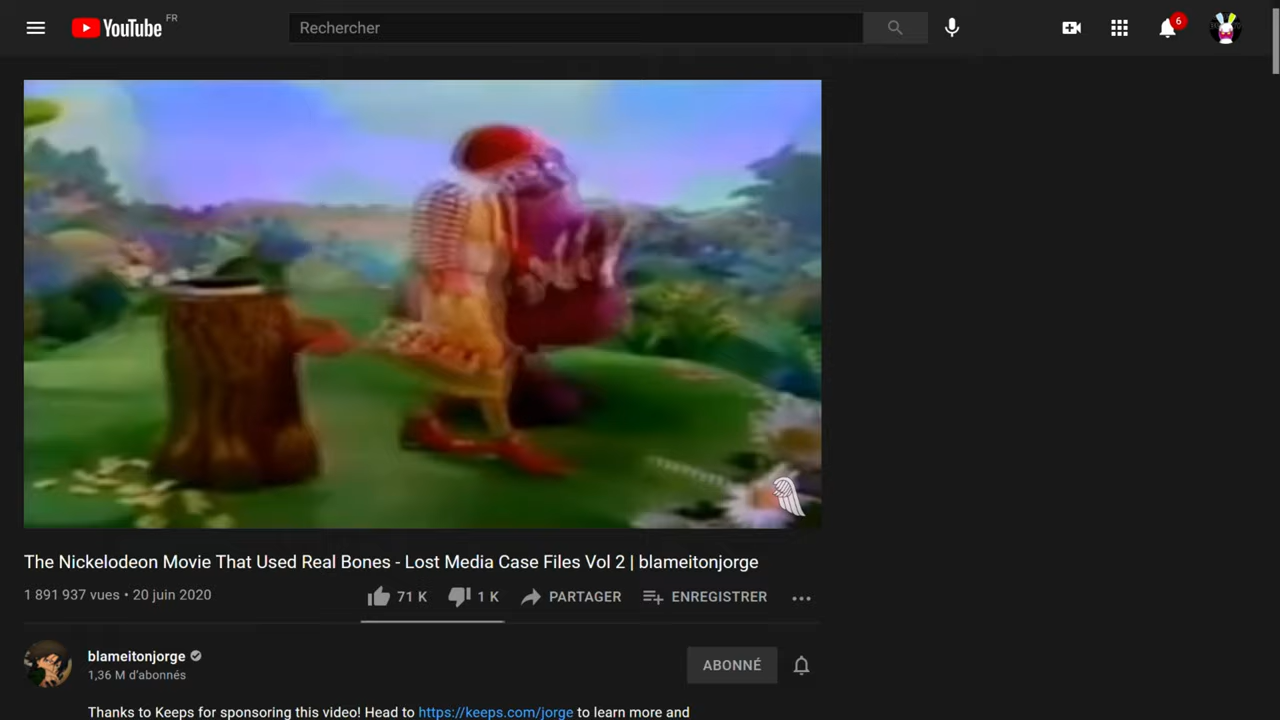 YouTube FR
Rechercher
6
The Nickelodeon Movie That Used Real Bones - Lost Media Case Files Vol 2 | blameitonjorge
1 891 937 vues • 20 juin 2020
71 K
1 K
PARTAGER
ENREGISTRER
blameitonjorge
1,36 M d’abonnés
ABONNÉ
Thanks to Keeps for sponsoring this video! Head to https://keeps.com/jorge to learn more and